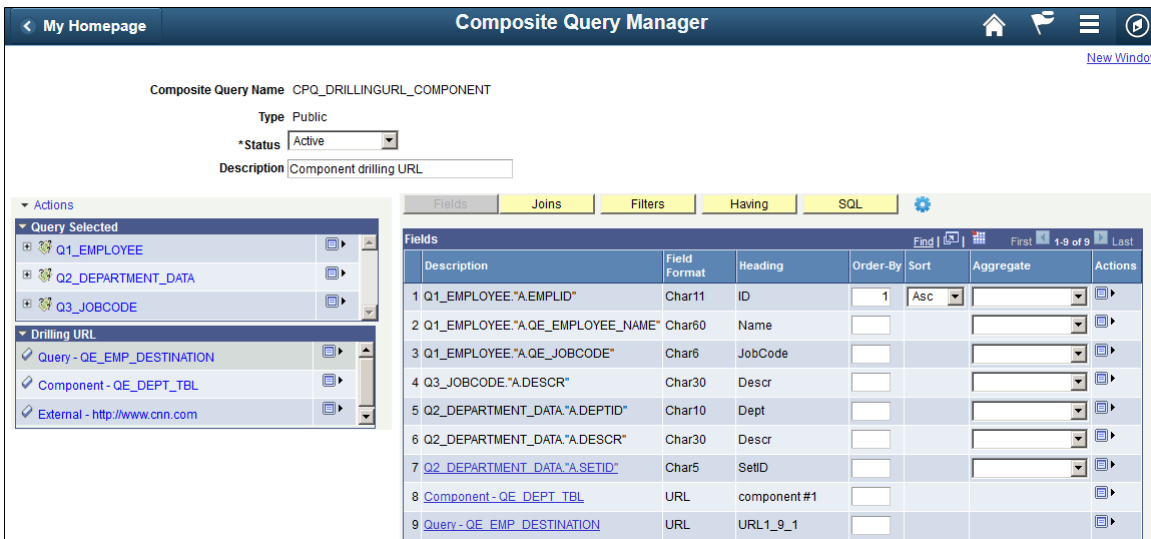 My Homepage
Composite Query Manager
New Windo
Composite Query Name CPQ_DRILLINGURL_COMPONENT
Type Public
*Status Active
Description Component drilling URL
Actions
Query Selected
Q1_EMPLOYEE
Q2_DEPARTMENT_DATA
Q3_JOBCODE
Drilling URL
Query - QE_EMP_DESTINATION
Component - QE_DEPT_TBL
External - http://www.cnn.com
Fields Joins Filters Having SQL
Fields Find | | First 1-9 of 9 Last
Description Field Format Heading Order-By Sort Aggregate Actions
1 Q1_EMPLOYEE."A.EMPLID" Char11 ID 1 Asc
2 Q1_EMPLOYEE."A.QE_EMPLOYEE_NAME" Char60 Name
3 Q1_EMPLOYEE."A.QE_JOBCODE" Char6 JobCode
4 Q3_JOBCODE."A.DESCR" Char30 Descr
5 Q2_DEPARTMENT_DATA."A.DEPTID" Char10 Dept
6 Q2_DEPARTMENT_DATA."A.DESCR" Char30 Descr
7 Q2_DEPARTMENT_DATA."A.SETID" Char5 SetID
8 Component - QE_DEPT_TBL URL component #1
9 Query - QE_EMP_DESTINATION URL URL1_9_1